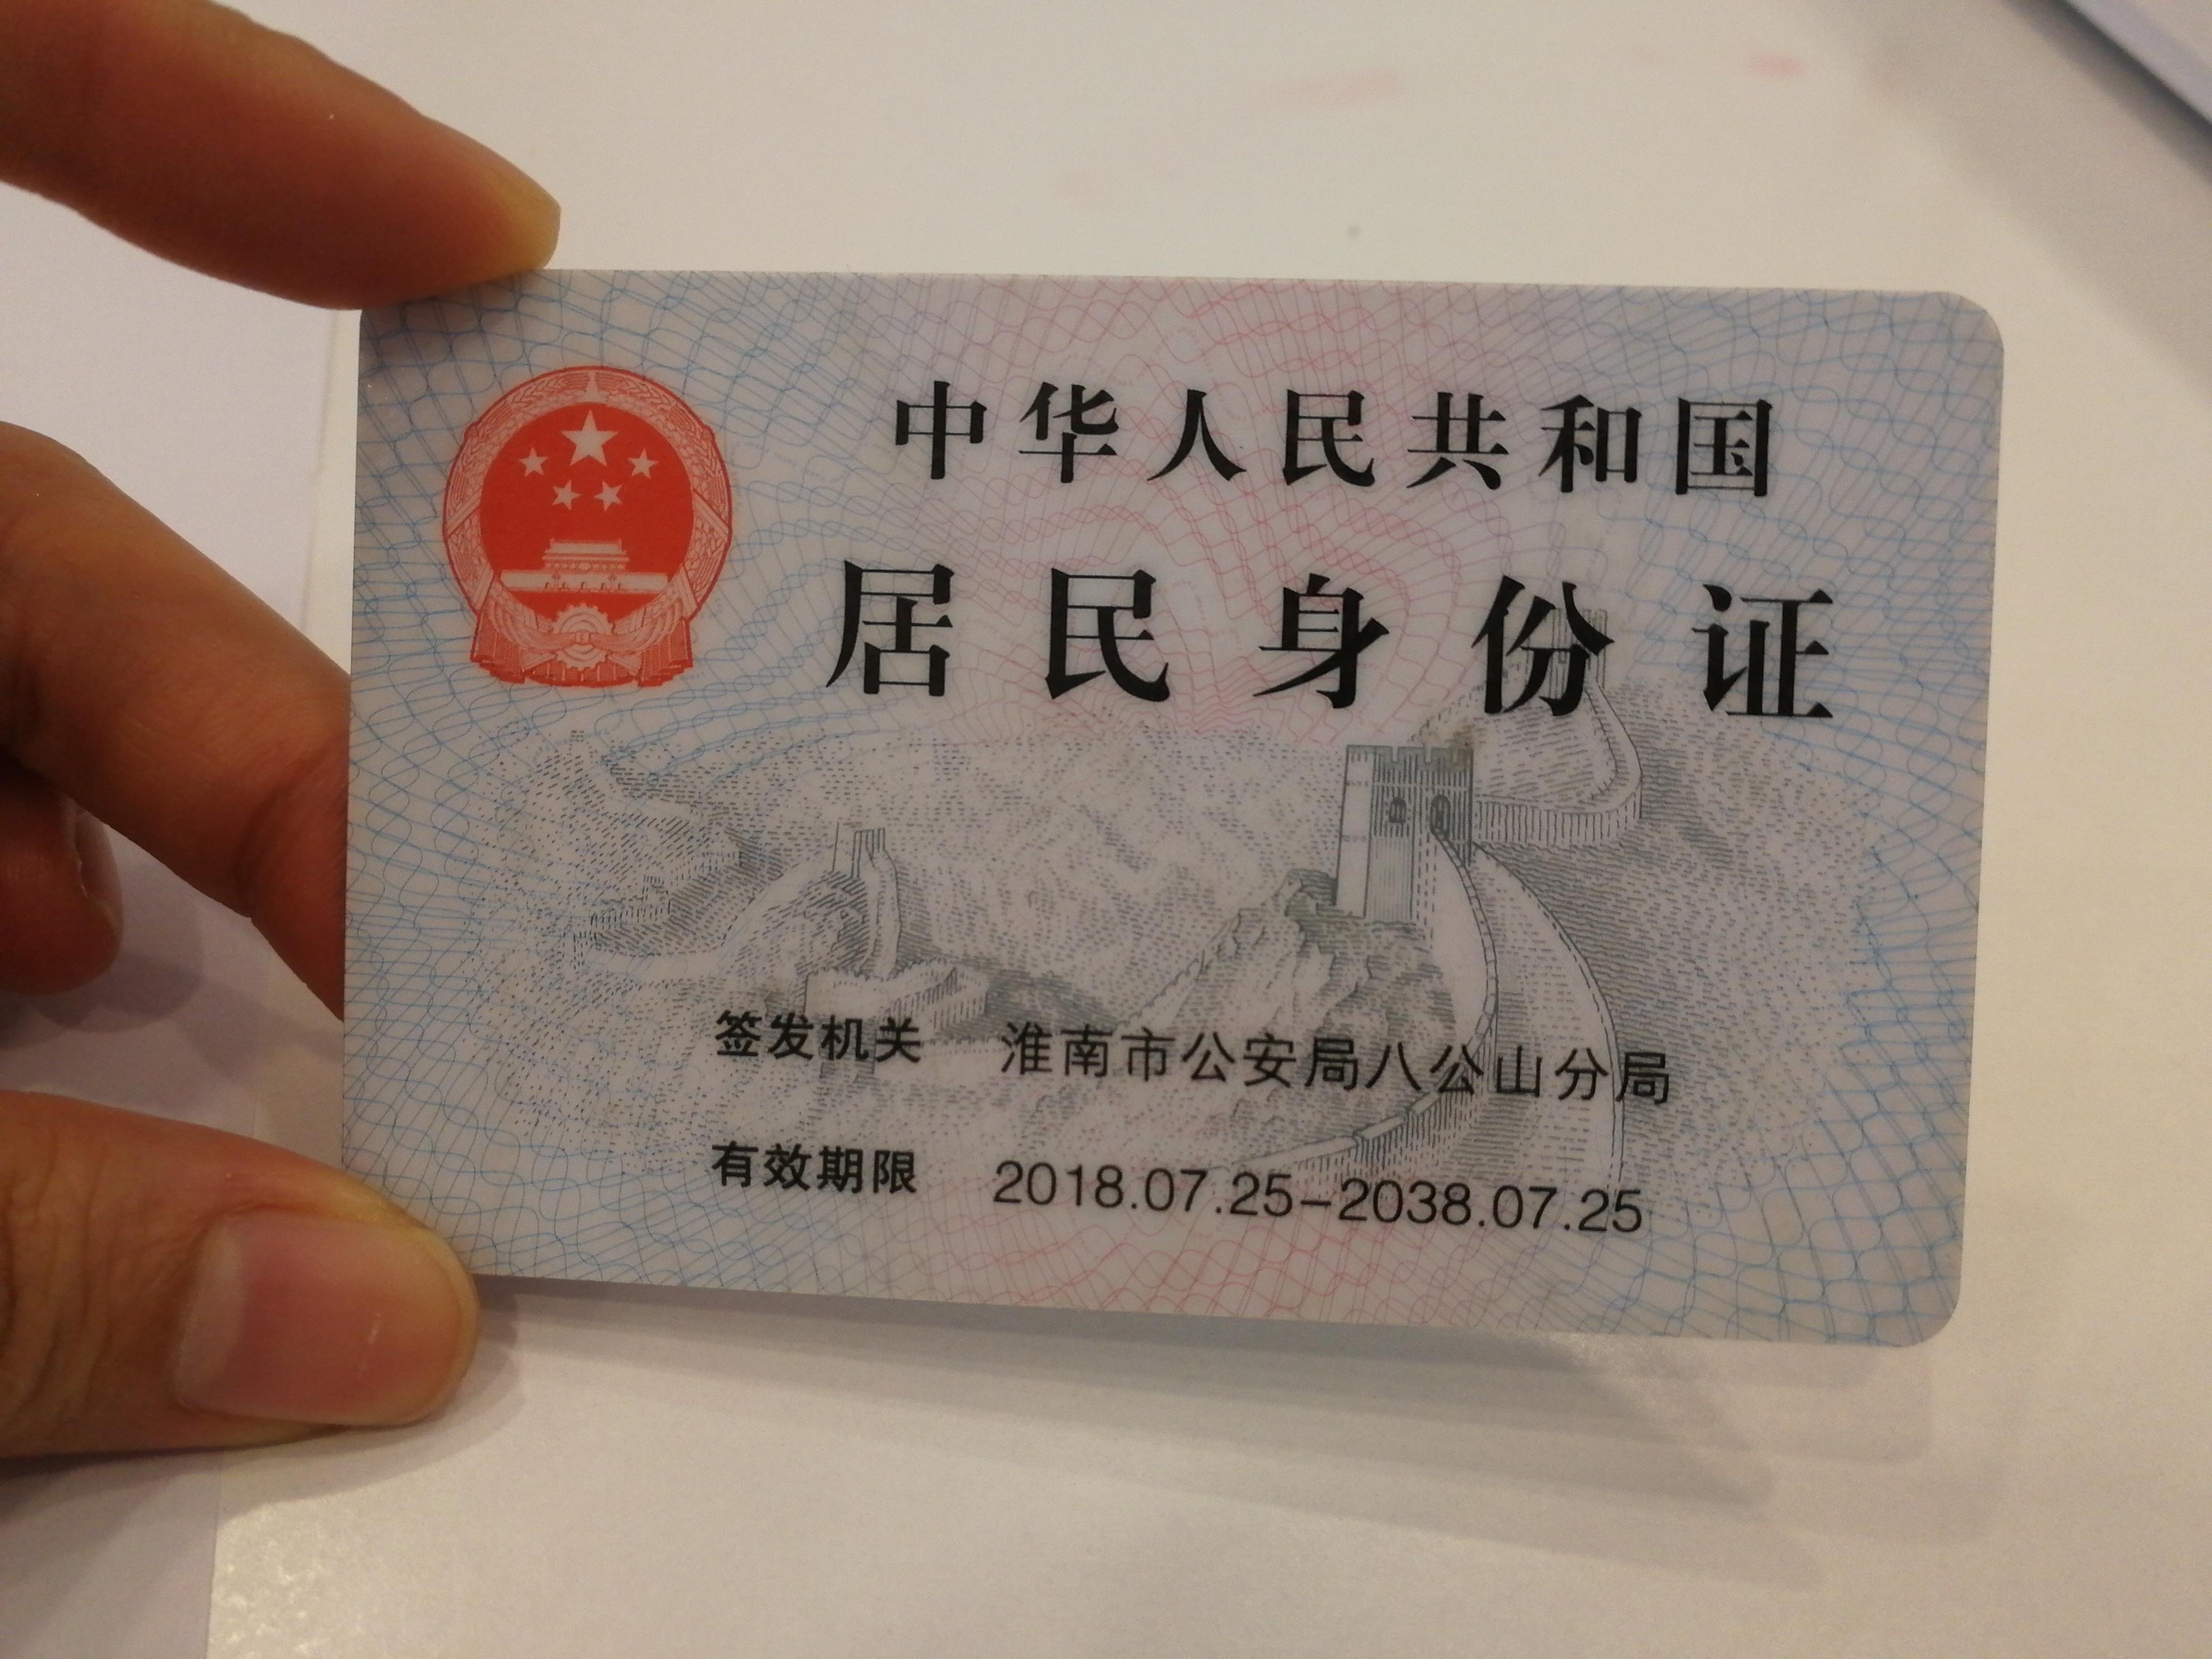 中华人民共和国
居民身份证
签发机关 淮南市公安局八公山分局
有效期限 2018.07.25-2038.07.25